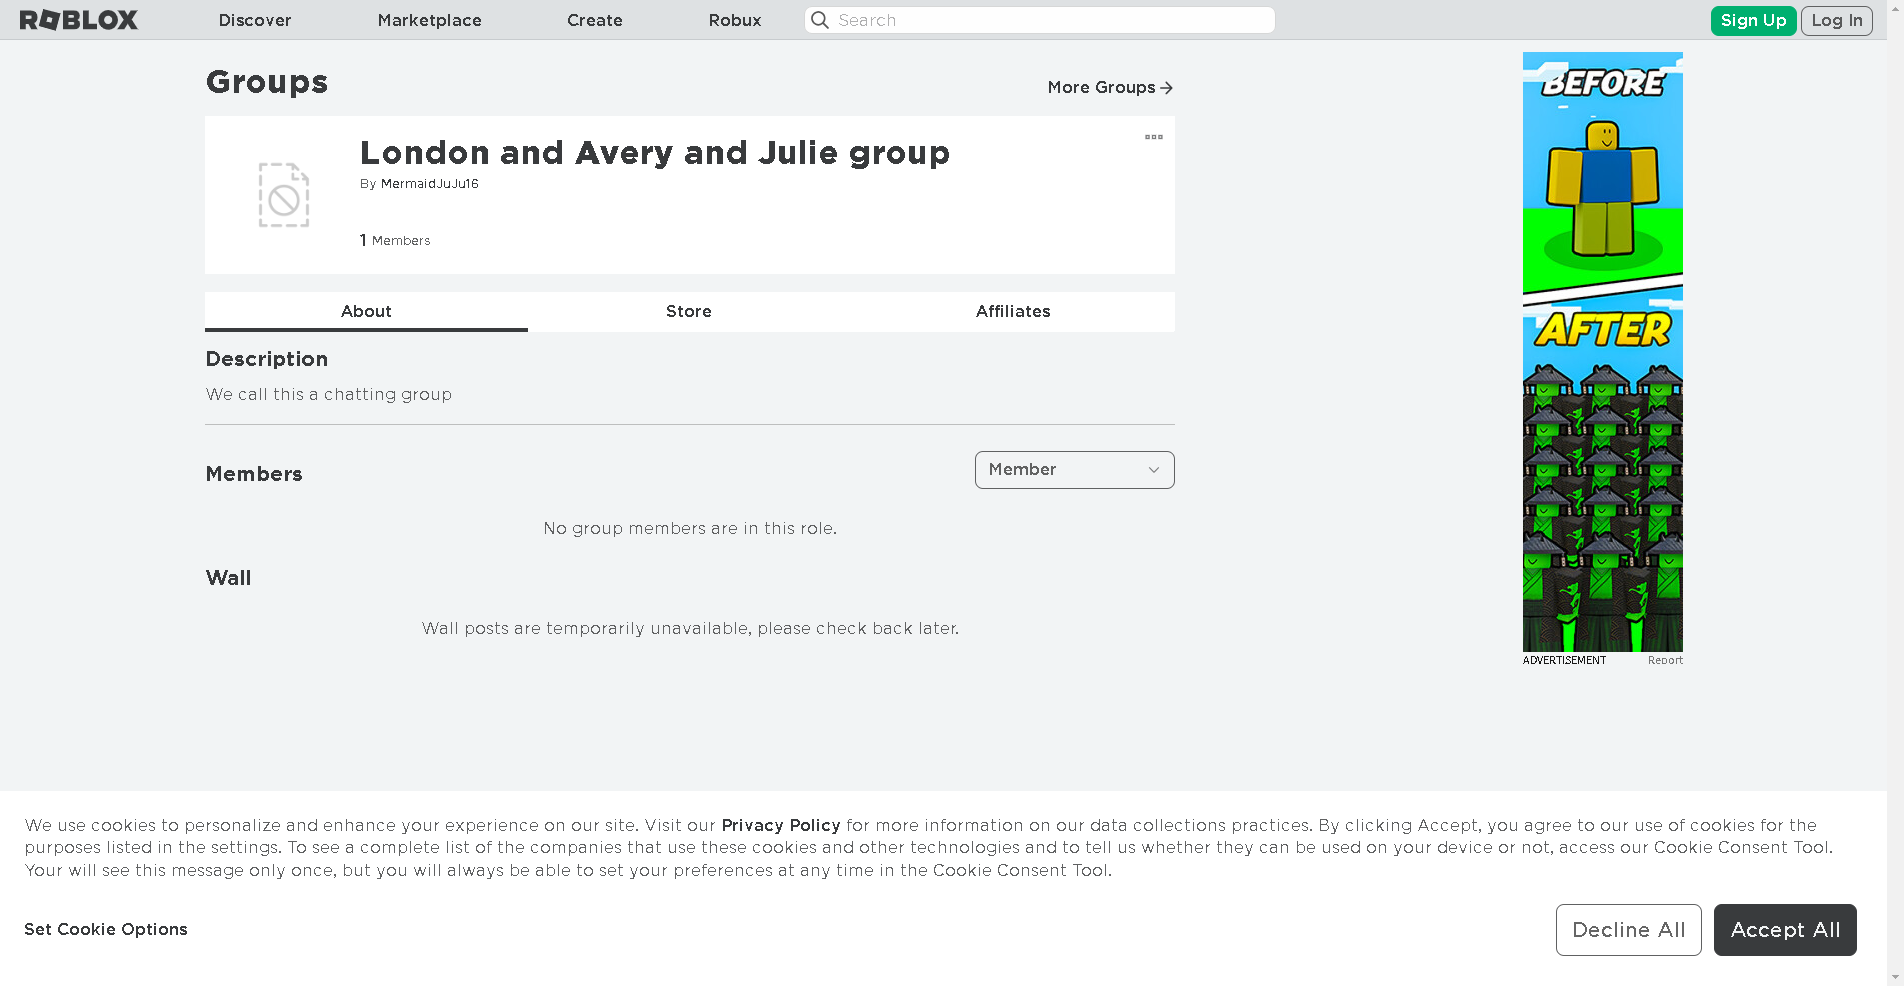 ROBLOX Discover Marketplace Create Robux Search Sign Up Log In
Groups
More Groups
London and Avery and Julie group
By MermaidJuJu16
1 Members
About Store Affiliates
Description
We call this a chatting group
Members
Member
No group members are in this role.
Wall
Wall posts are temporarily unavailable, please check back later.
BEFORE
AFTER
ADVERTISEMENT Report
We use cookies to personalize and enhance your experience on our site. Visit our Privacy Policy for more information on our data collections practices. By clicking Accept, you agree to our use of cookies for the
purposes listed in the settings. To see a complete list of the companies that use these cookies and other technologies and to tell us whether they can be used on your device or not, access our Cookie Consent Tool.
Your will see this message only once, but you will always be able to set your preferences at any time in the Cookie Consent Tool.
Set Cookie Options
Decline All
Accept All